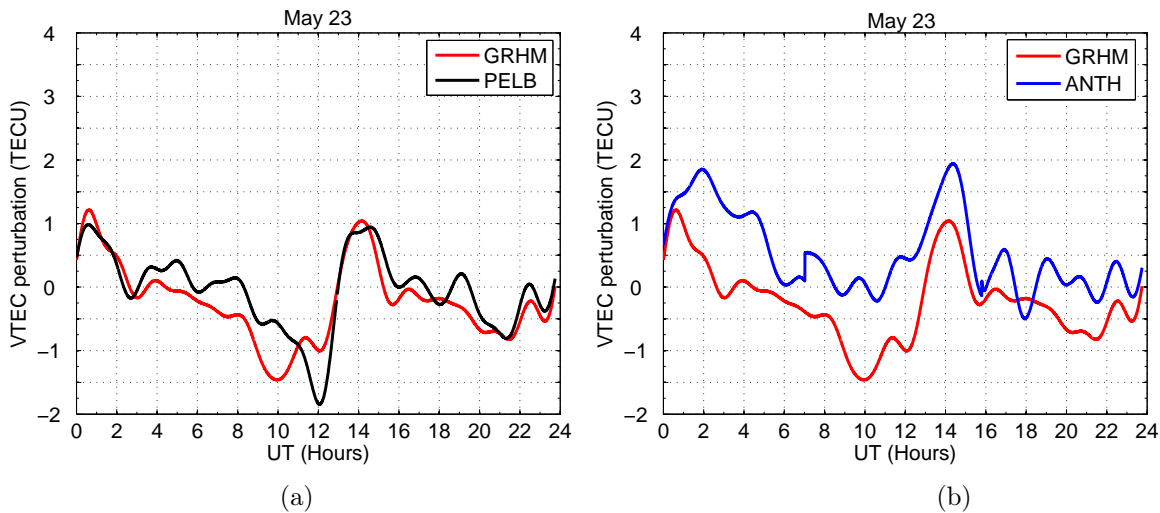 May 23
VTEC perturbation (TECU)
4
3
2
1
0
−1
−2
GRHM
PELB
0 2 4 6 8 10 12 14 16 18 20 22 24
UT (Hours)
(a)
May 23
VTEC perturbation (TECU)
4
3
2
1
0
−1
−2
GRHM
ANTH
0 2 4 6 8 10 12 14 16 18 20 22 24
UT (Hours)
(b)